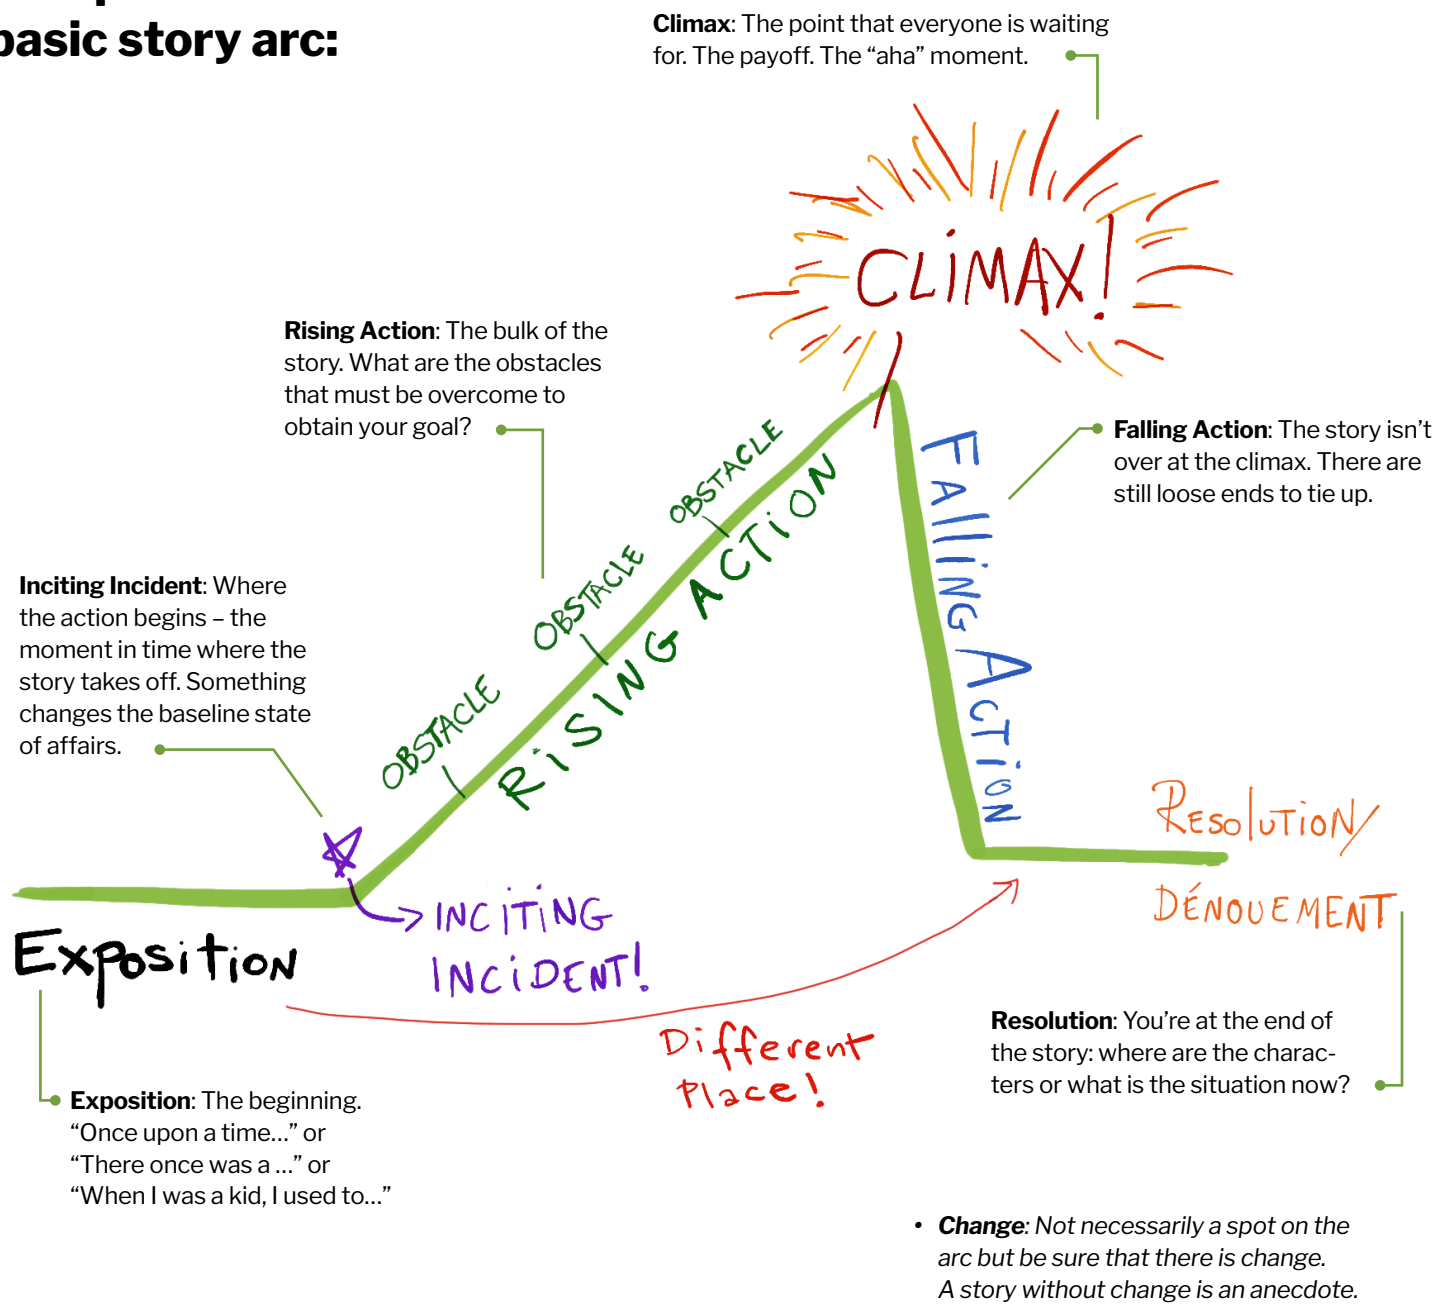 basic story arc:
Climax: The point that everyone is waiting
for. The payoff. The “aha” moment.
CLiMAX!
Rising Action: The bulk of the
story. What are the obstacles
that must be overcome to
obtain your goal?
Falling Action: The story isn’t
over at the climax. There are
still loose ends to tie up.
OBSTACLE
OBSTACLE
OBSTACLE
RiSING ACTiON
FAlliNG ACTiON
Inciting Incident: Where
the action begins – the
moment in time where the
story takes off. Something
changes the baseline state
of affairs.
INCiTiNG
INCiDENT!
Exposition
ResolutioN/
DÉNOUEMENT
Different
Place!
Resolution: You’re at the end of
the story: where are the charac-
ters or what is the situation now?
Exposition: The beginning.
“Once upon a time…” or
“There once was a …” or
“When I was a kid, I used to…”
• Change: Not necessarily a spot on the
arc but be sure that there is change.
A story without change is an anecdote.